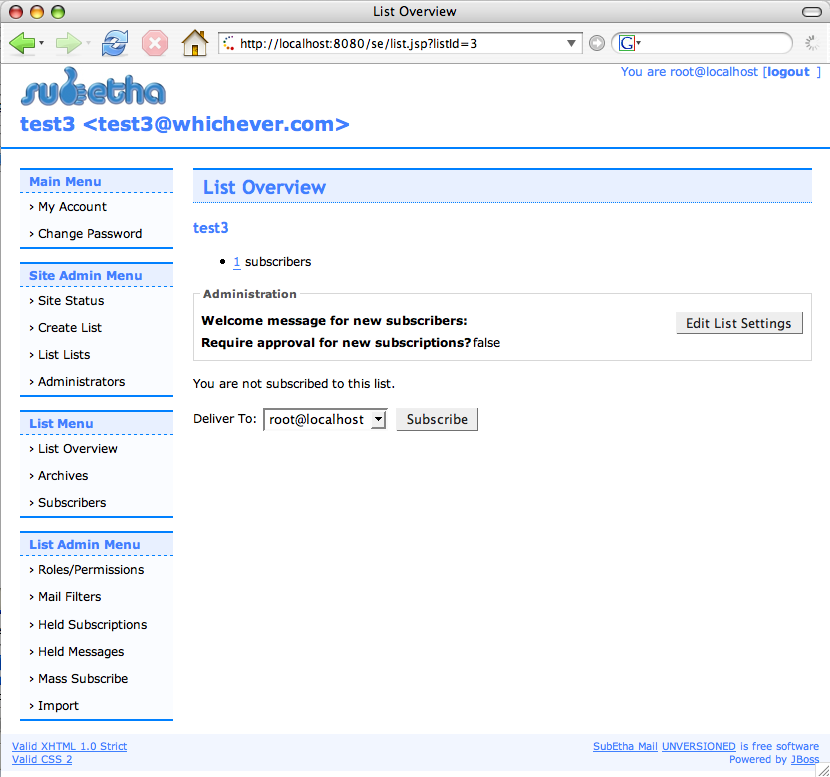 List Overview
http://localhost:8080/se/list.jsp?listId=3
G
You are root@localhost [logout ]
subetha
test3 <test3@whichever.com>
Main Menu
› My Account
› Change Password
Site Admin Menu
› Site Status
› Create List
› List Lists
› Administrators
List Menu
› List Overview
› Archives
› Subscribers
List Admin Menu
› Roles/Permissions
› Mail Filters
› Held Subscriptions
› Held Messages
› Mass Subscribe
› Import
List Overview
test3
• 1 subscribers
Administration
Welcome message for new subscribers:
Require approval for new subscriptions? false
Edit List Settings
You are not subscribed to this list.
Deliver To: root@localhost Subscribe
Valid XHTML 1.0 Strict
Valid CSS 2
SubEtha Mail UNVERSIONED is free software
Powered by JBoss